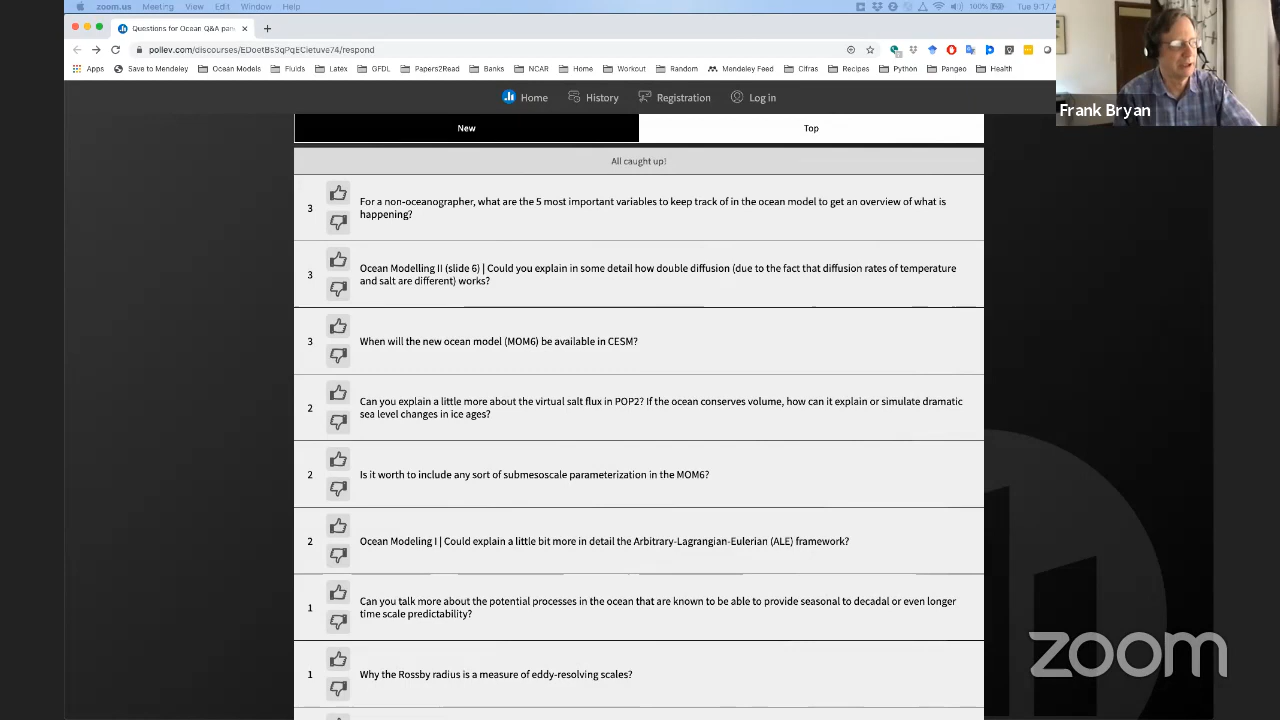 zoom.us Meeting View Edit Window Help
100% Tue 9:17 A
Questions for Ocean Q&A pan
pollev.com/discourses/EDoetBs3qPqECietuve74/respond
Apps Save to Mendeley Ocean Models Fluids Latex GFDL Papers2Read Banks NCAR Home Workout Random Mendeley Feed Cifras Recipes Python Pangeo Health
Frank Bryan
Home History Registration Log in
New Top
All caught up!
3 For a non-oceanographer, what are the 5 most important variables to keep track of in the ocean model to get an overview of what is
happening?
3 Ocean Modelling II (slide 6) | Could you explain in some detail how double diffusion (due to the fact that diffusion rates of temperature
and salt are different) works?
3 When will the new ocean model (MOM6) be available in CESM?
2 Can you explain a little more about the virtual salt flux in POP2? If the ocean conserves volume, how can it explain or simulate dramatic
sea level changes in ice ages?
2 Is it worth to include any sort of submesoscale parameterization in the MOM6?
2 Ocean Modeling I | Could explain a little bit more in detail the Arbitrary-Lagrangian-Eulerian (ALE) framework?
1 Can you talk more about the potential processes in the ocean that are known to be able to provide seasonal to decadal or even longer
time scale predictability?
1 Why the Rossby radius is a measure of eddy-resolving scales?
zoom